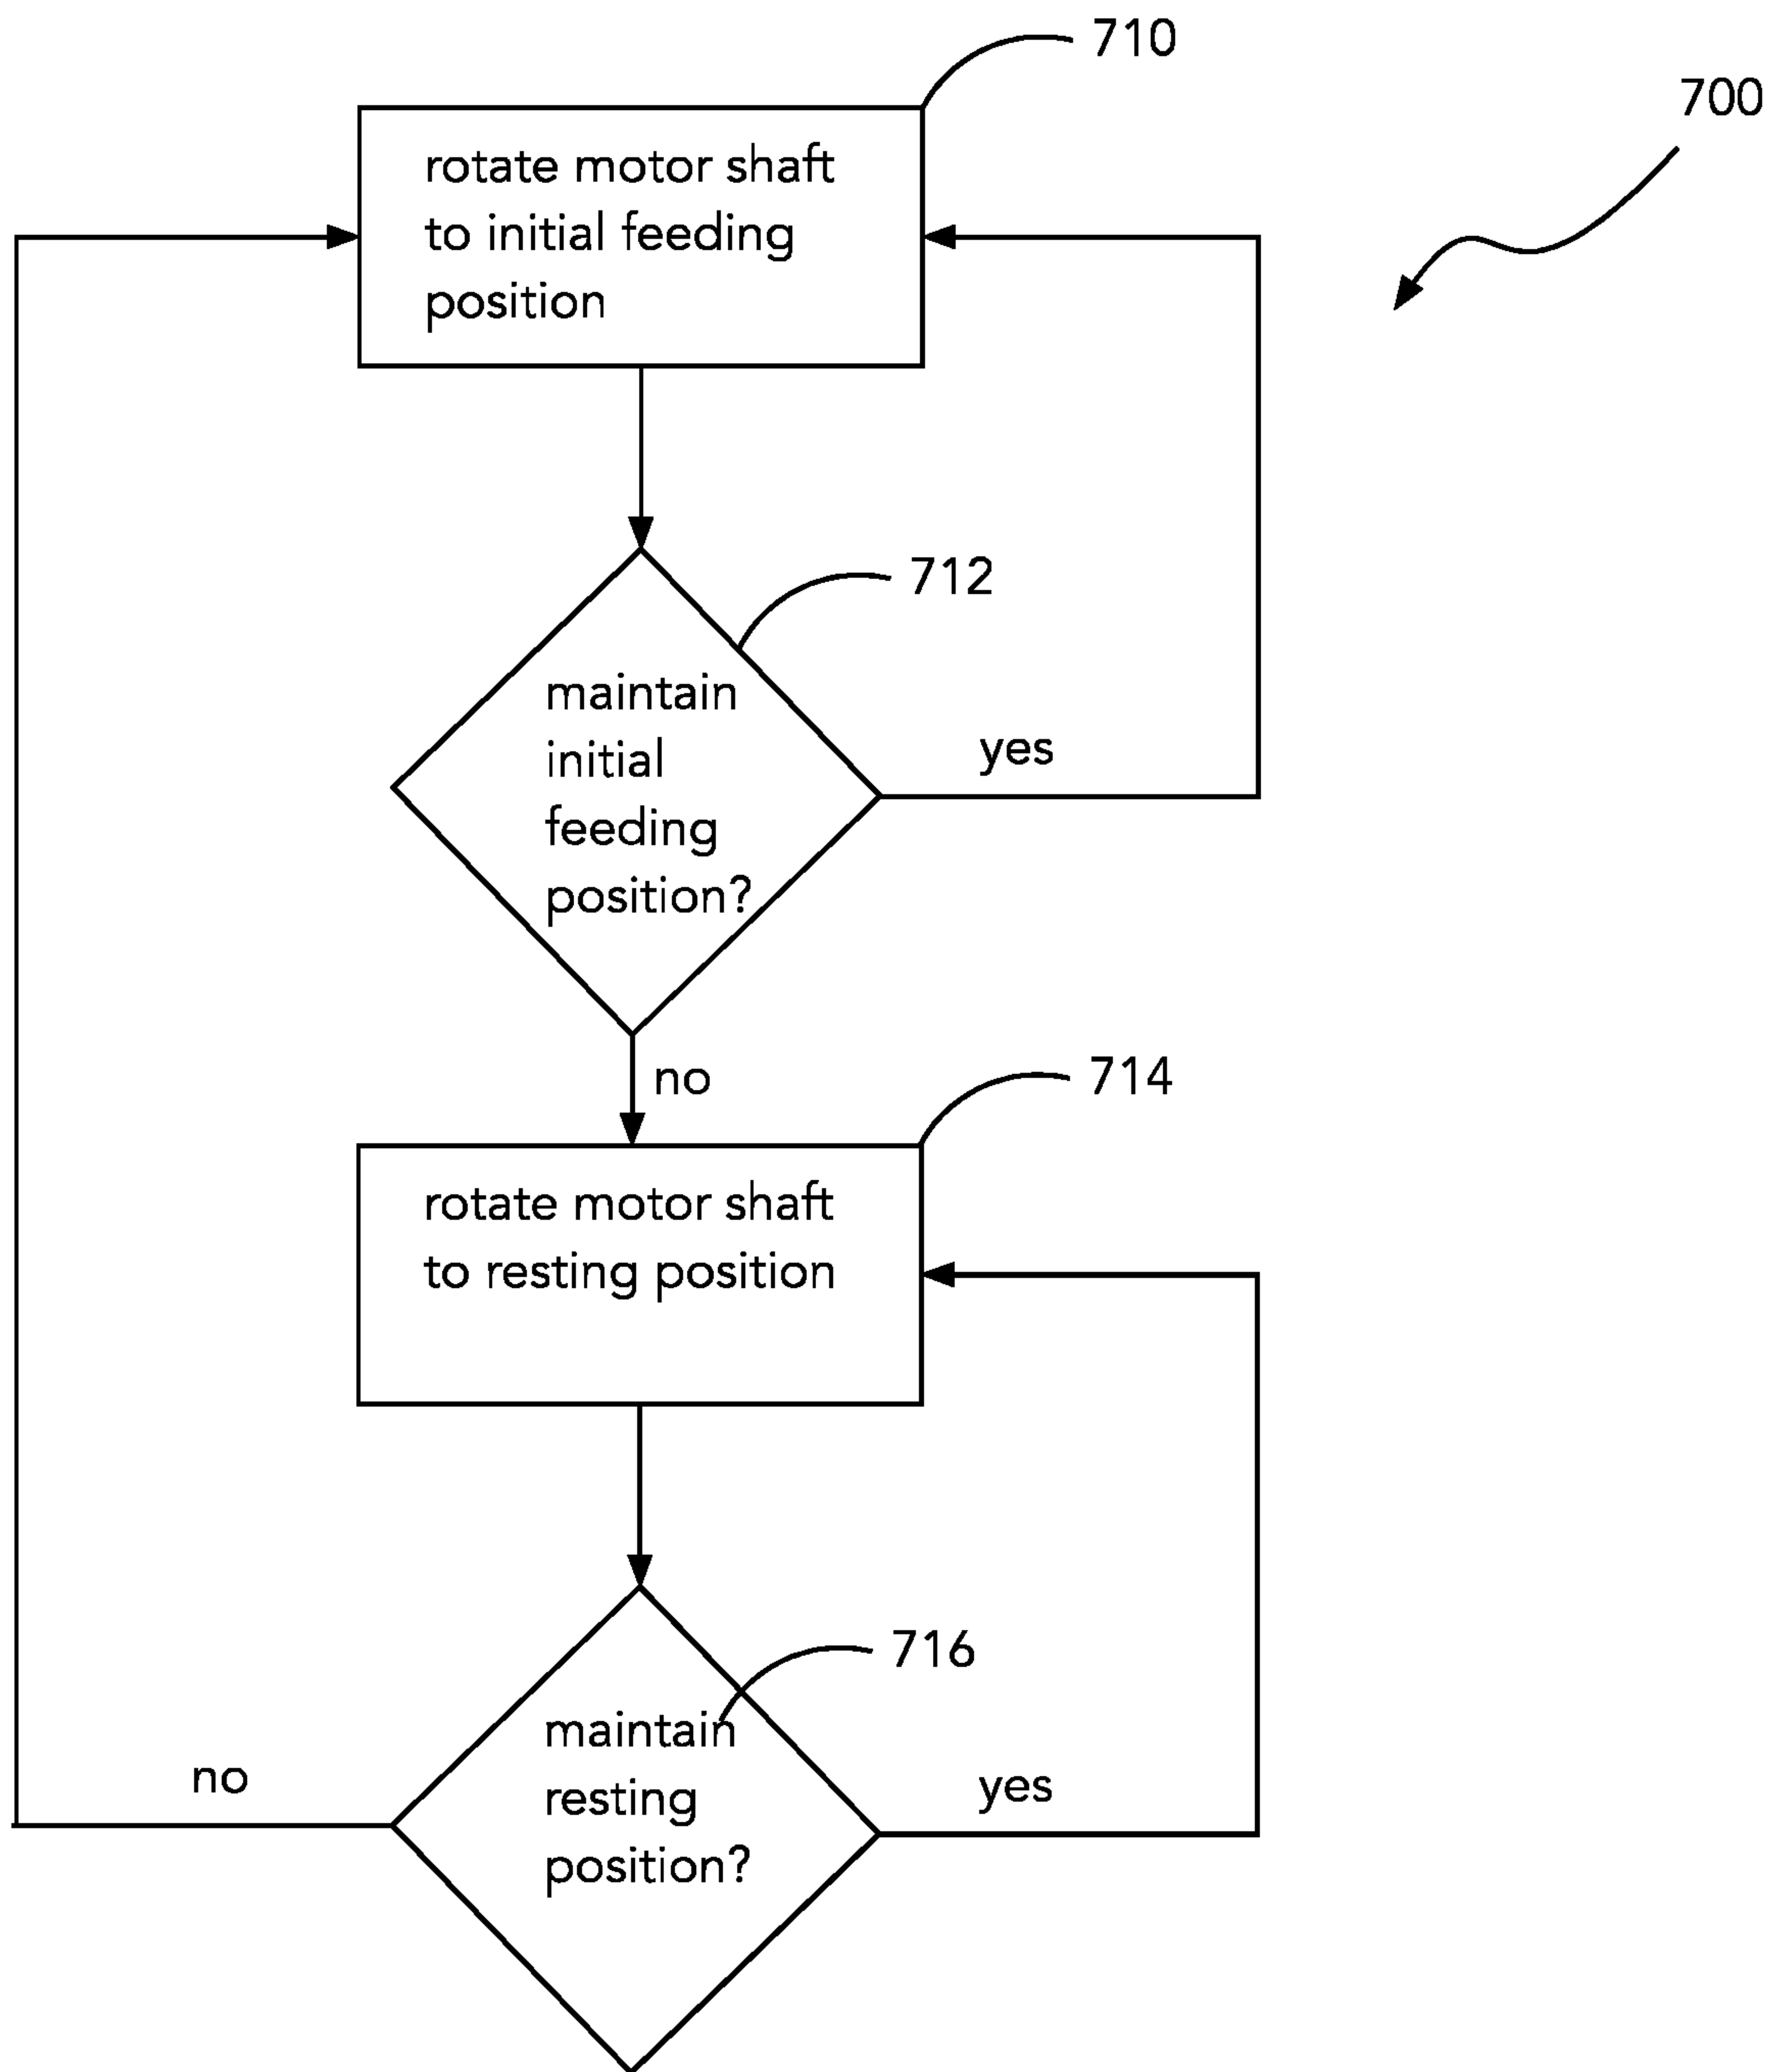 710
700
rotate motor shaft
to initial feeding
position
712
maintain
initial
feeding
position?
yes
no
714
rotate motor shaft
to resting position
716
maintain
resting
position?
no
yes